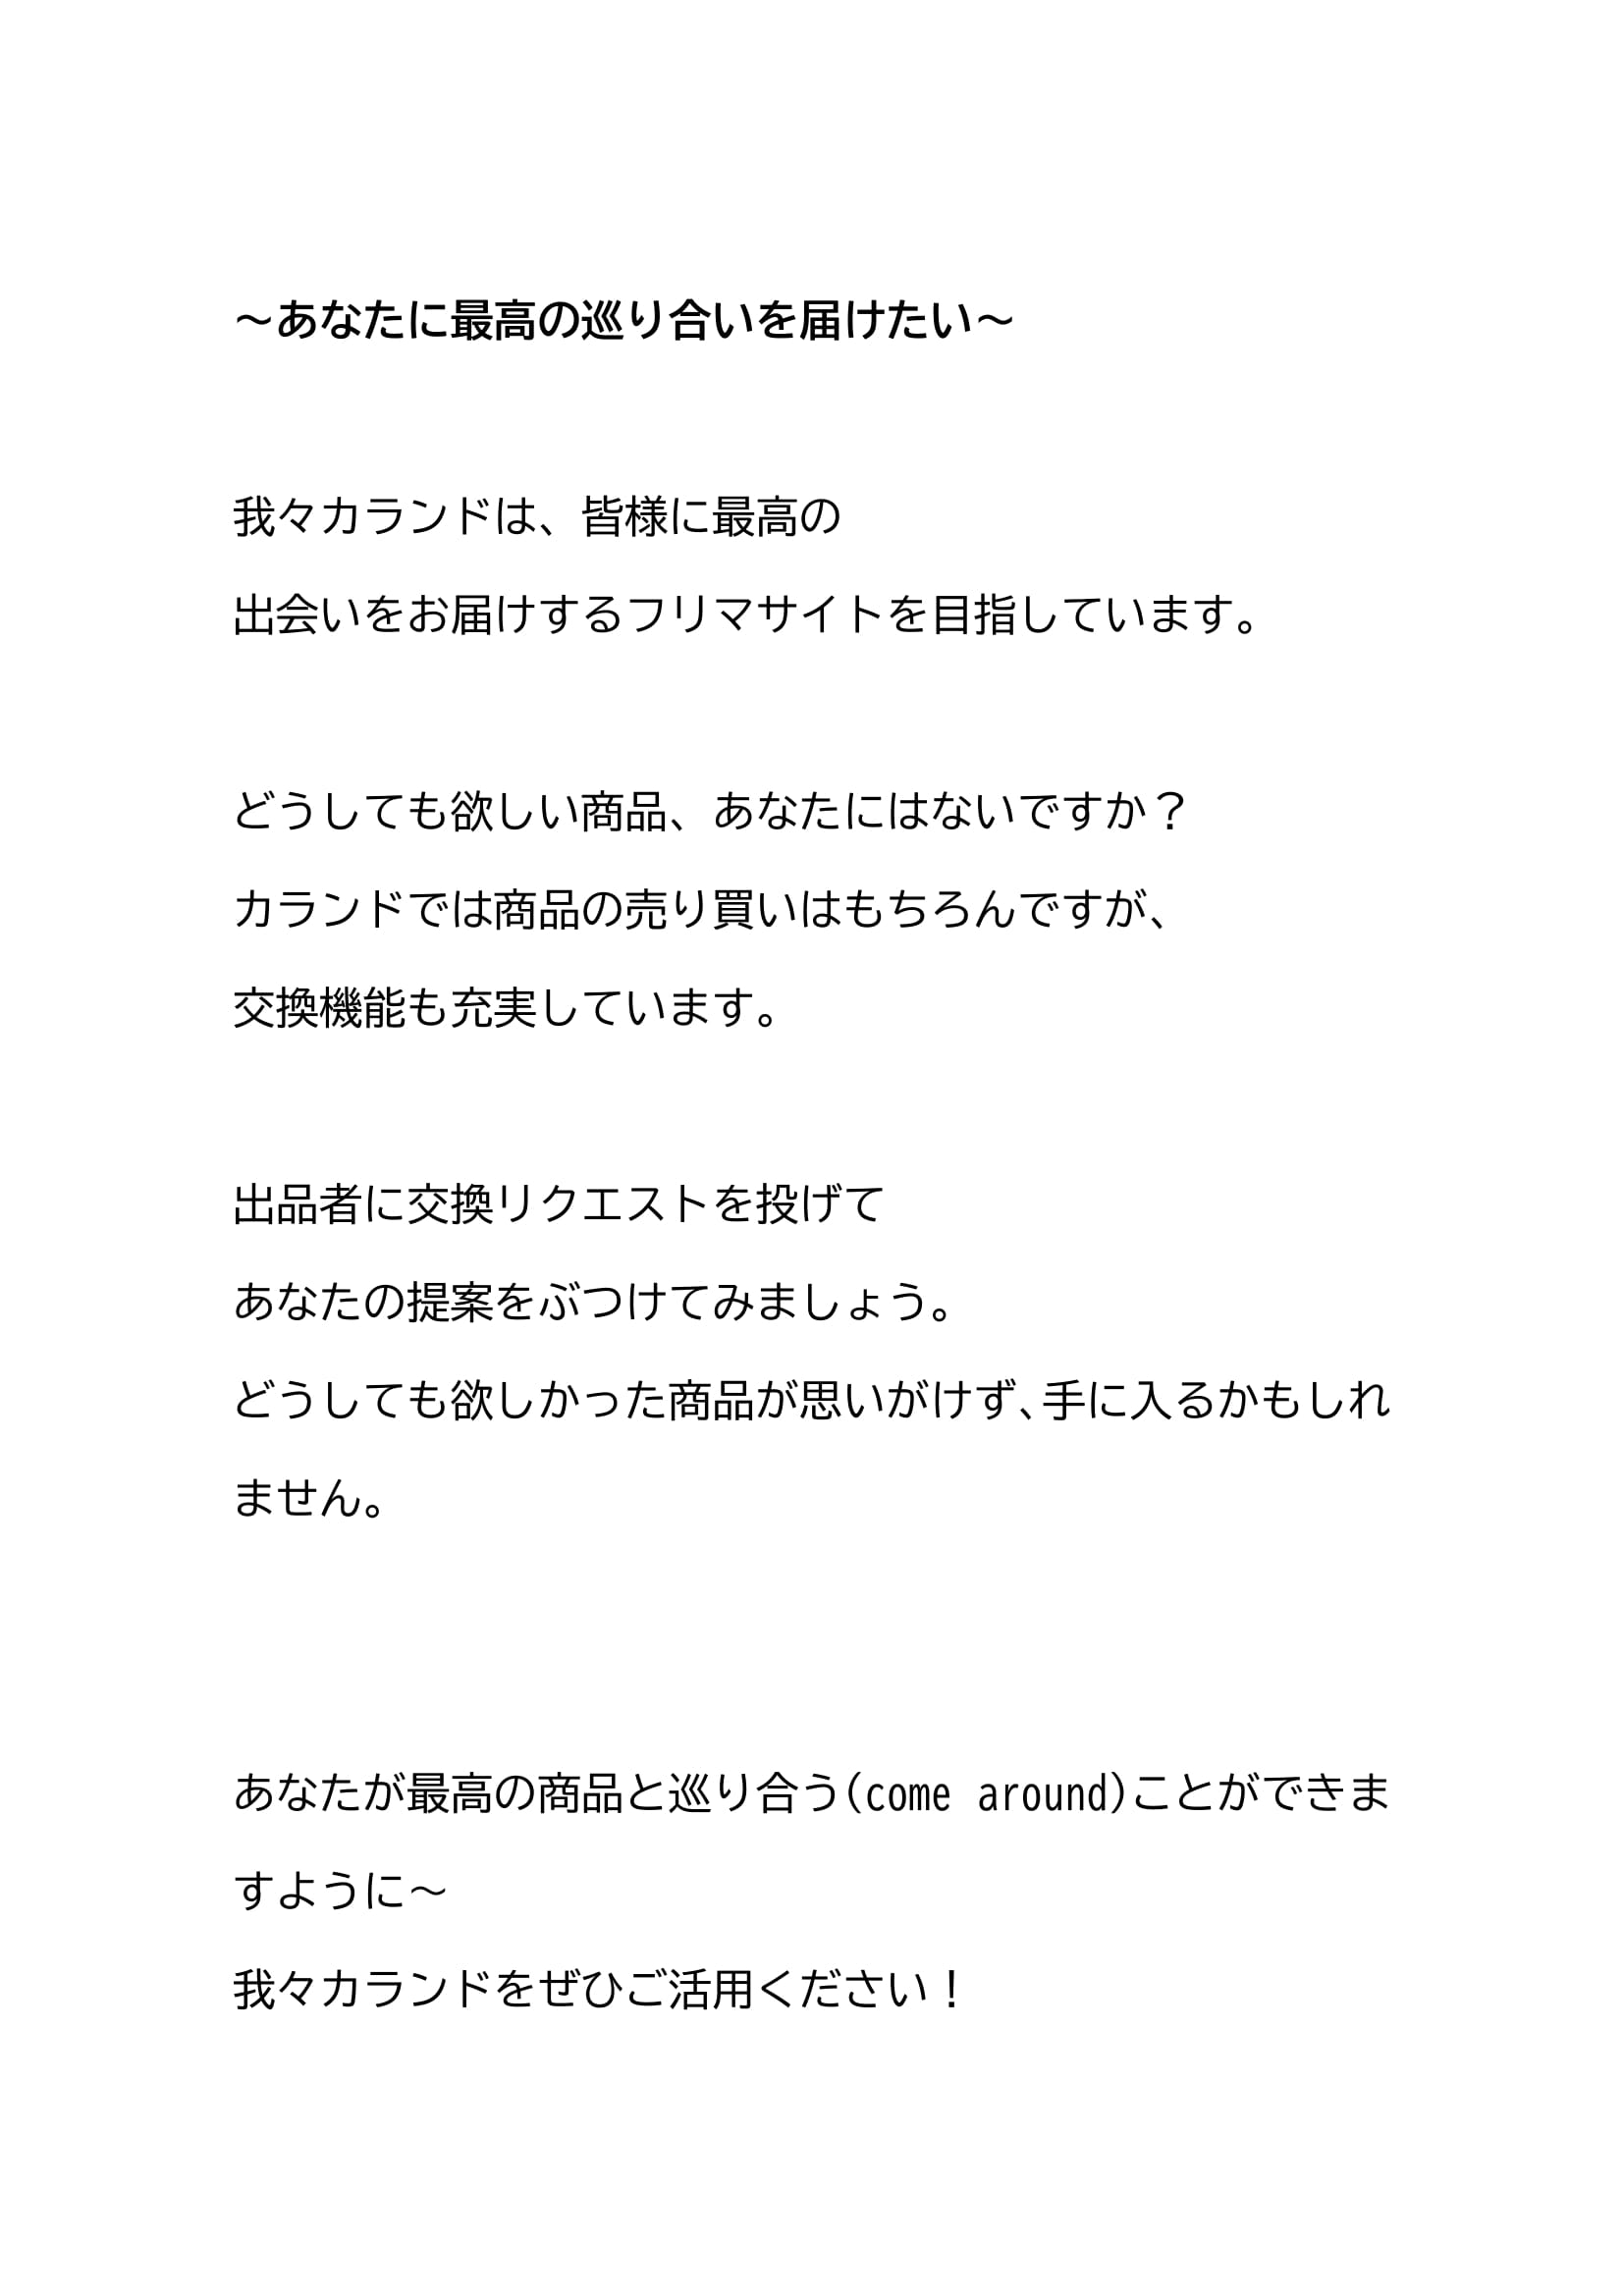 ～あなたに最高の巡り合いを届けたい～
我々カランドは、皆様に最高の
出会いをお届けするフリマサイトを目指しています。
どうしても欲しい商品、あなたにはないですか？
カランドでは商品の売り買いはもちろんですが、
交換機能も充実しています。
出品者に交換リクエストを投げて
あなたの提案をぶつけてみましょう。
どうしても欲しかった商品が思いがけず、手に入るかもしれ
ません。
あなたが最高の商品と巡り合う(come around)ことができま
すように～
我々カランドをぜひご活用ください！